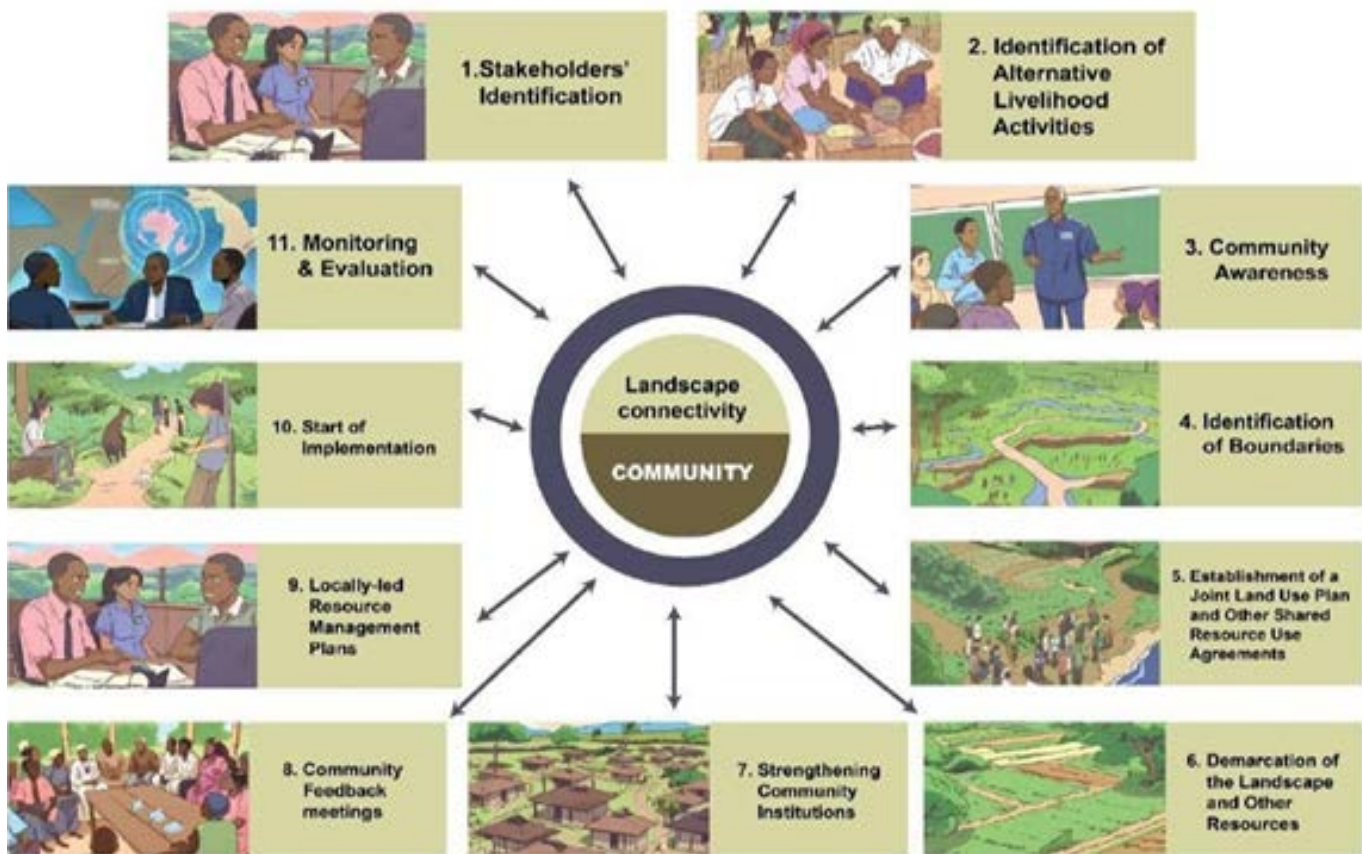 1.Stakeholders'
Identification
2. Identification of
Alternative
Livelihood
Activities
3. Community
Awareness
4. Identification
of Boundaries
5. Establishment of a
Joint Land Use Plan
and Other Shared
Resource Use
Agreements
6. Demarcation of
the Landscape
and Other
Resources
7. Strengthening
Community
Institutions
8. Community
Feedback
meetings
9. Locally-led
Resource
Management
Plans
10. Start of
Implementation
11. Monitoring
& Evaluation
Landscape
connectivity
COMMUNITY